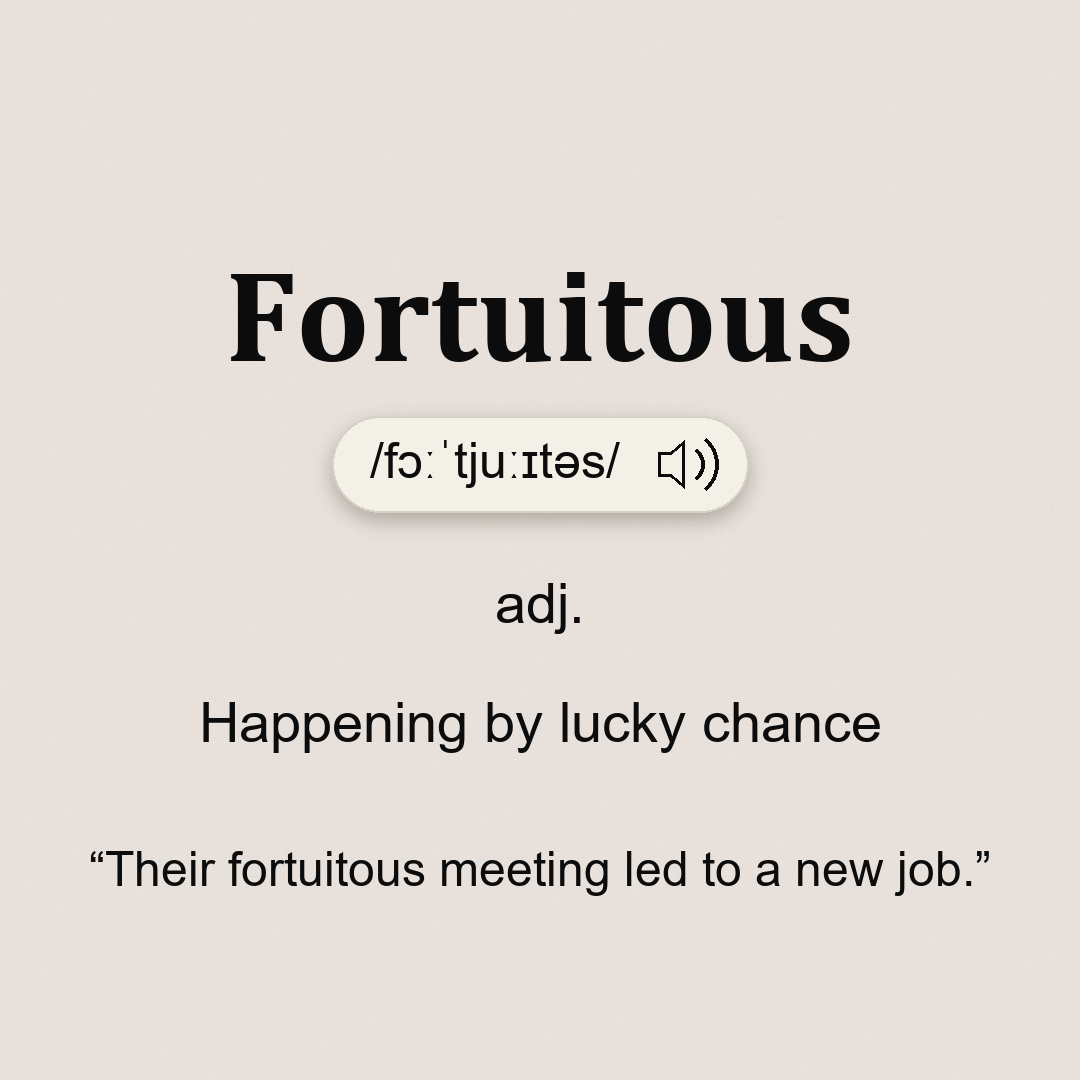 Fortuitous
/fɔːˈtjuːɪtəs/
adj.
Happening by lucky chance
“Their fortuitous meeting led to a new job.”